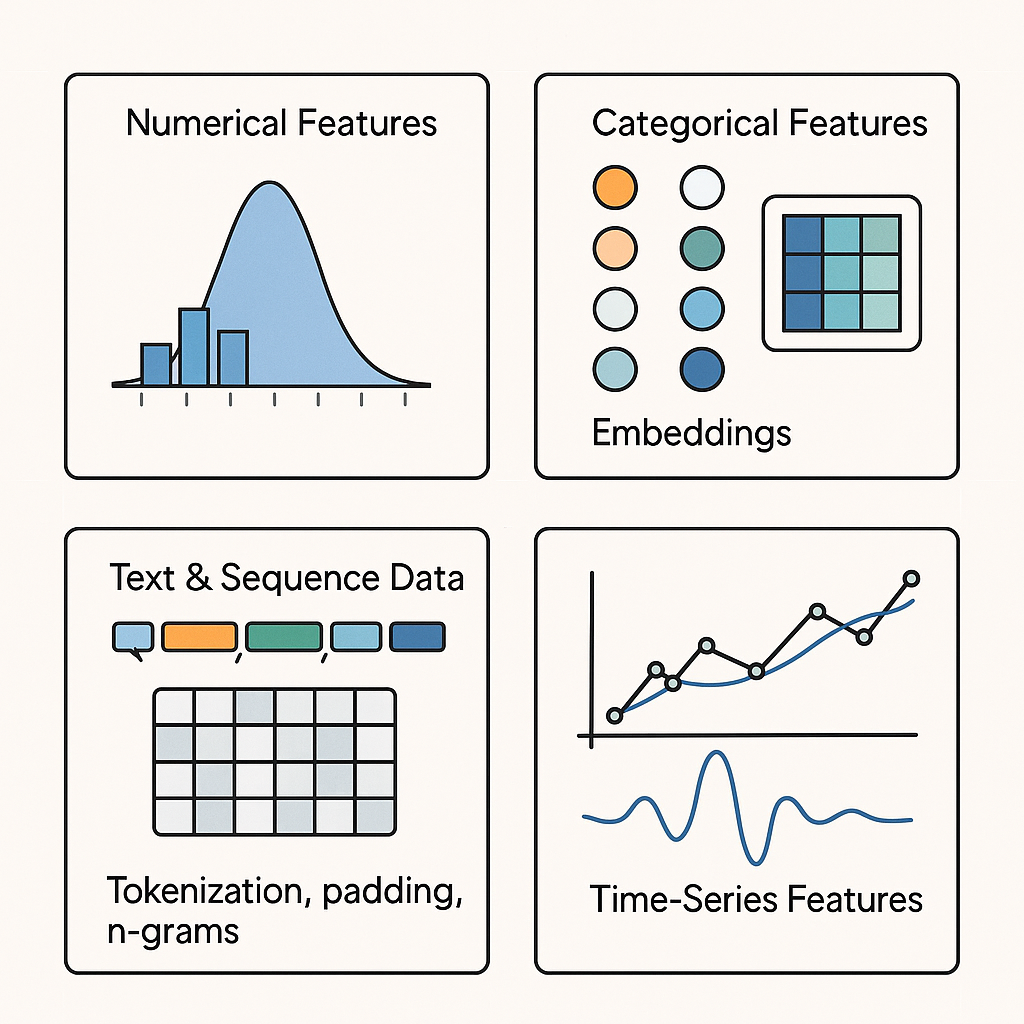 Numerical Features
Categorical Features
Embeddings
Text & Sequence Data
Tokenization, padding,
n-grams
Time-Series Features